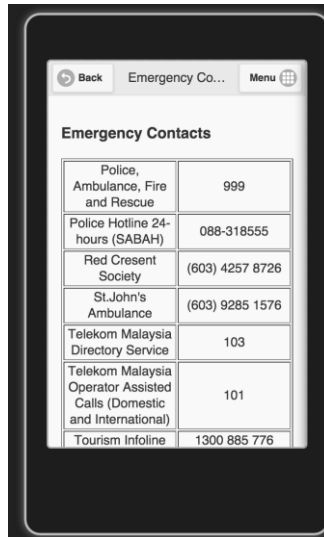 Back
Emergency Co...
Menu
Emergency Contacts
Police,
Ambulance, Fire
and Rescue
999
Police Hotline 24-
hours (SABAH)
088-318555
Red Cresent
Society
(603) 4257 8726
St.John's
Ambulance
(603) 9285 1576
Telekom Malaysia
Directory Service
103
Telekom Malaysia
Operator Assisted
Calls (Domestic
and International)
101
Tourism Infoline
1300 885 776